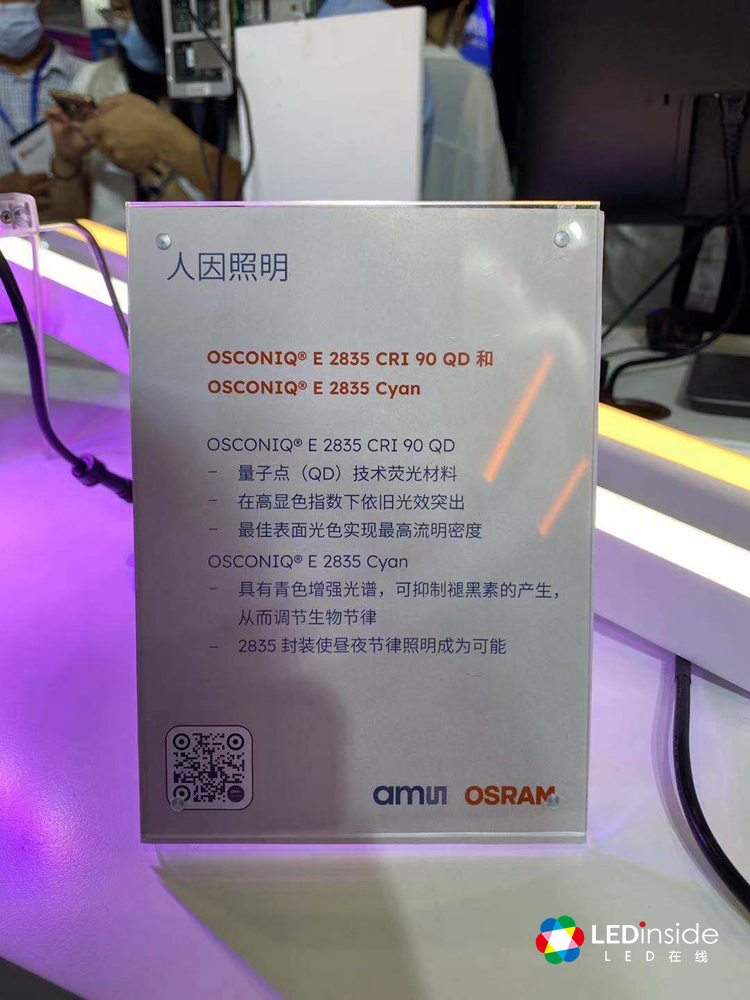 人因照明
OSCONIQ® E 2835 CRI 90 QD 和
OSCONIQ® E 2835 Cyan
OSCONIQ® E 2835 CRI 90 QD
- 量子点（QD）技术荧光材料
- 在高显色指数下依旧光效突出
- 最佳表面光色实现最高流明密度
OSCONIQ® E 2835 Cyan
- 具有青色增强光谱，可抑制褪黑素的产生，
从而调节生物节律
- 2835 封装使昼夜节律照明成为可能
amu OSRAM
LEDinside
LED在线